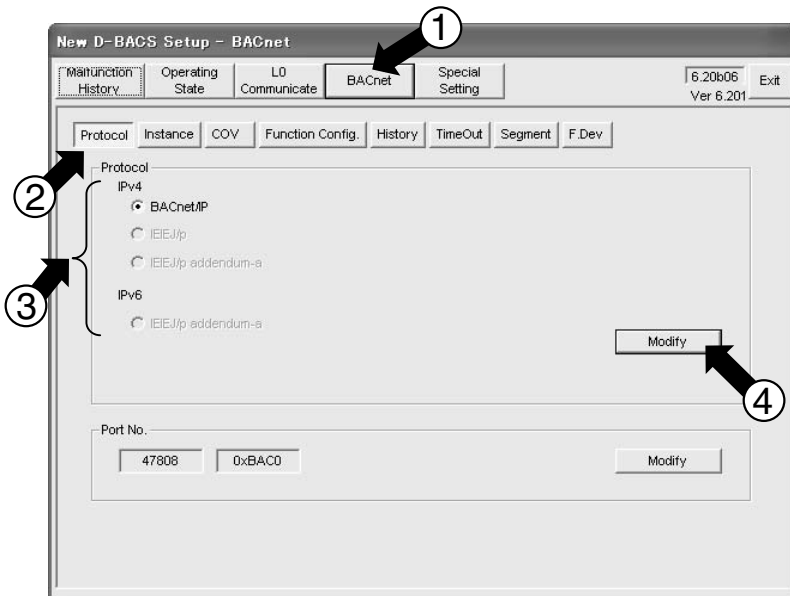 ①
New D-BACS Setup - BACnet
Malfunction History
Operating State
L0 Communicate
BACnet
Special Setting
6.20b06
Ver 6.201
Exit
Protocol
Instance
COV
Function Config.
History
TimeOut
Segment
F.Dev
②
Protocol
IPv4
BACnet/IP
IEIEJ/p
IEIEJ/p addendum-a
③
IPv6
IEIEJ/p addendum-a
Modify
④
Port No.
47808
0xBAC0
Modify